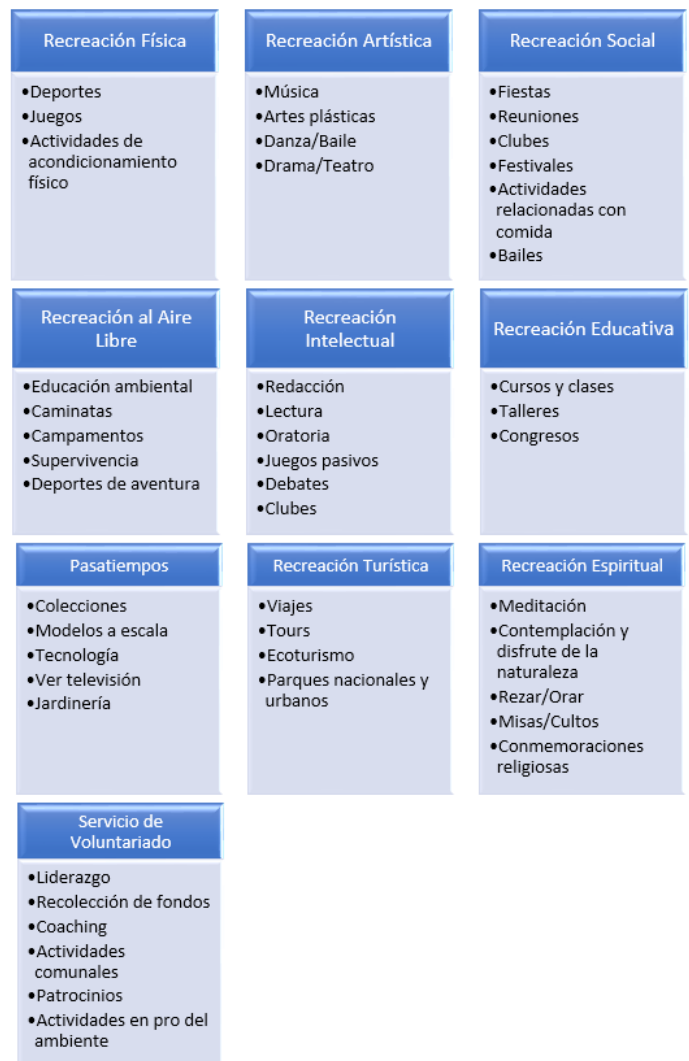 Recreación Física
•Deportes
•Juegos
•Actividades de
acondicionamiento
físico
Recreación Artística
•Música
•Artes plásticas
•Danza/Baile
•Drama/Teatro
Recreación Social
•Fiestas
•Reuniones
•Clubes
•Festivales
•Actividades
relacionadas con
comida
•Bailes
Recreación al Aire
Libre
•Educación ambiental
•Caminatas
•Campamentos
•Supervivencia
•Deportes de aventura
Recreación
Intelectual
•Redacción
•Lectura
•Oratoria
•Juegos pasivos
•Debates
•Clubes
Recreación Educativa
•Cursos y clases
•Talleres
•Congresos
Pasatiempos
•Colecciones
•Modelos a escala
•Tecnología
•Ver televisión
•Jardinería
Recreación Turística
•Viajes
•Tours
•Ecoturismo
•Parques nacionales y
urbanos
Recreación Espiritual
•Meditación
•Contemplación y
disfrute de la
naturaleza
•Rezar/Orar
•Misas/Cultos
•Conmemoraciones
religiosas
Servicio de
Voluntariado
•Liderazgo
•Recolección de fondos
•Coaching
•Actividades
comunales
•Patrocinios
•Actividades en pro del
ambiente